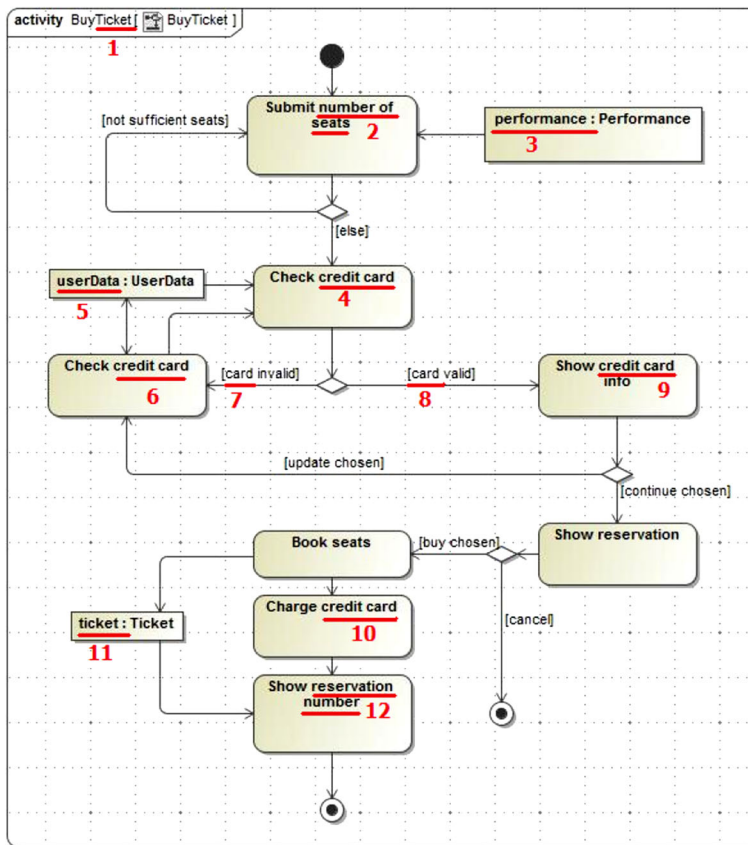 activity BuyTicket[ BuyTicket ]
1
Submit number of
seats 2
[not sufficient seats]
performance : Performance
3
[else]
userData : UserData
5
Check credit card
4
Check credit card
6
[card invalid]
7
[card valid]
8
Show credit card
info 9
[update chosen]
[continue chosen]
Book seats
[buy chosen]
Show reservation
Charge credit card
10
[cancel]
ticket : Ticket
11
Show reservation
number 12